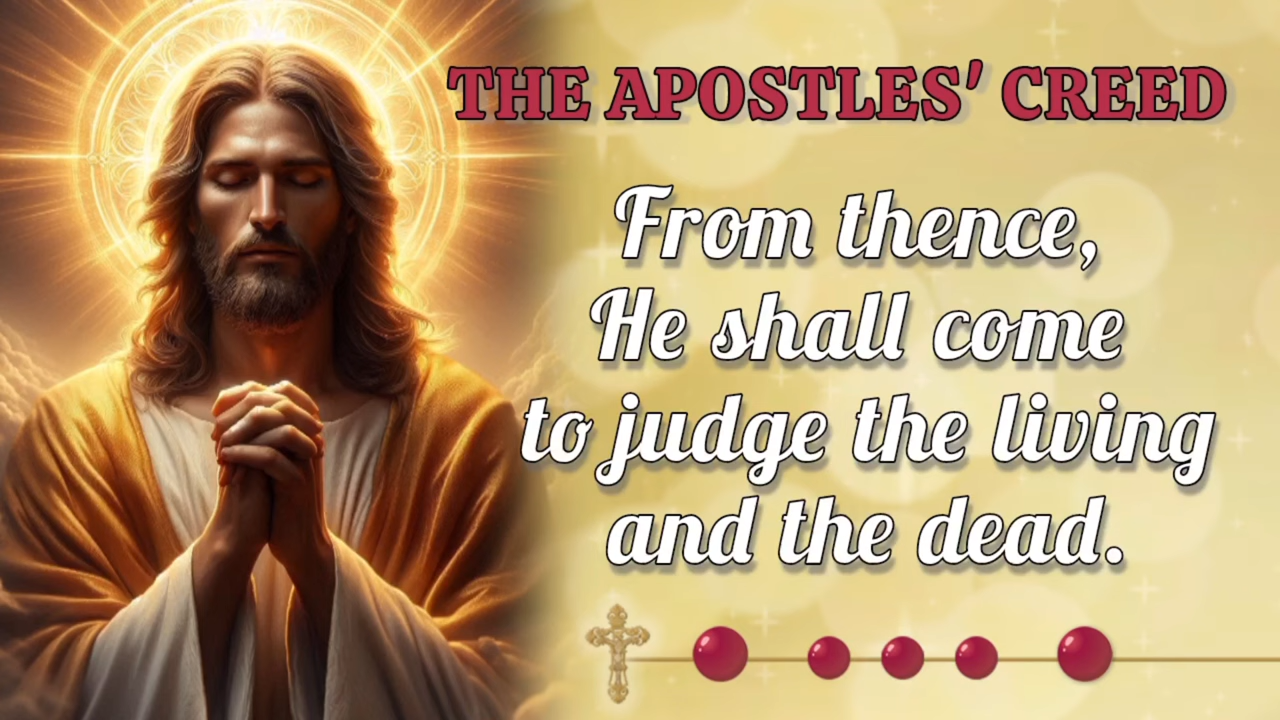 THE APOSTLES' CREED
From thence,
He shall come
to judge the living
and the dead.